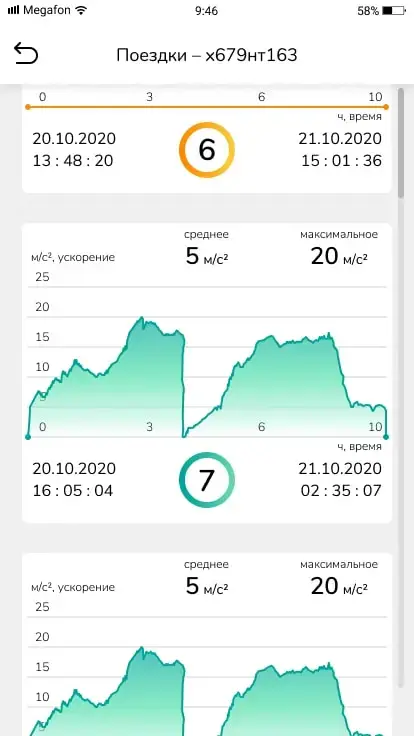 Megafon 9:46 58%
Поездки – х679нт163
0 3 6 10
ч, время
20.10.2020 21.10.2020
13 : 48 : 20 6 15 : 01 : 36
среднее максимальное
м/с², ускорение 5 м/с² 20 м/с²
25
20
15
10
5
0 3 6 10
ч, время
20.10.2020 21.10.2020
16 : 05 : 04 7 02 : 35 : 07
среднее максимальное
м/с², ускорение 5 м/с² 20 м/с²
25
20
15
10
5